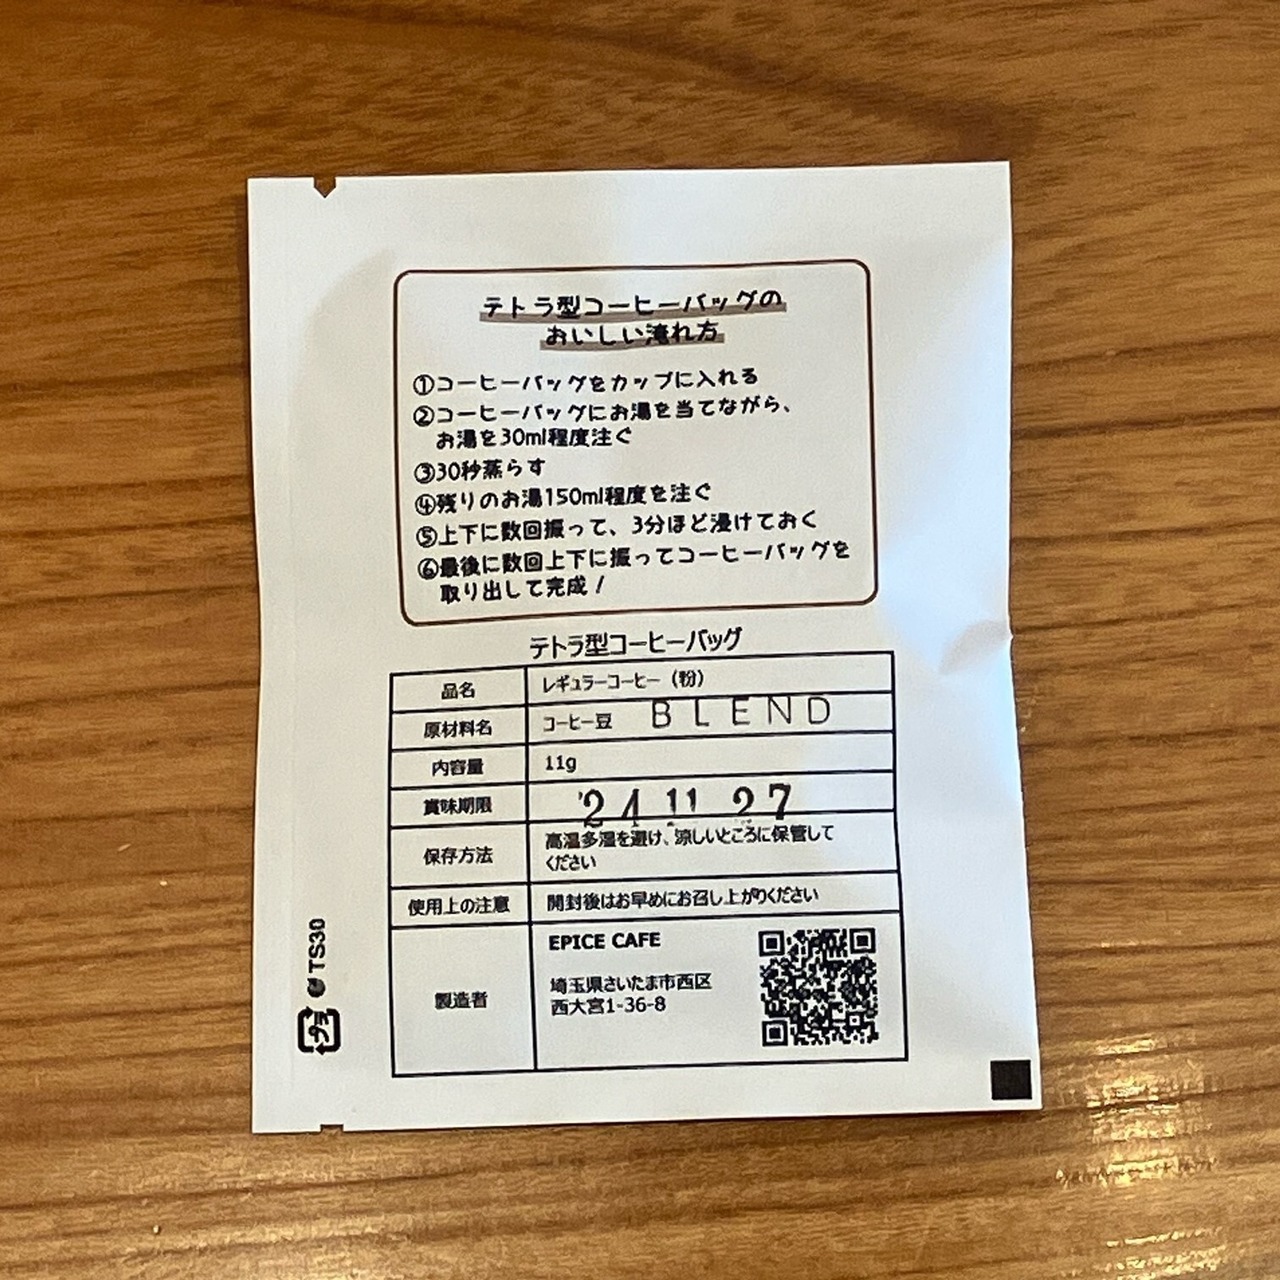 テトラ型コーヒーバッグの
おいしい淹れ方
①コーヒーバッグをカップに入れる
②コーヒーバッグにお湯を当てながら、
お湯を30ml程度注ぐ
③30秒蒸らす
④残りのお湯150ml程度を注ぐ
⑤上下に数回振って、3分ほど浸けておく
⑥最後に数回上下に振ってコーヒーバッグを
取り出して完成！
テトラ型コーヒーバッグ
品名 レギュラーコーヒー（粉）
原材料名 コーヒー豆 BLEND
内容量 11g
賞味期限 '24 11 27
保存方法 高温多湿を避け、涼しいところに保管して
ください
使用上の注意 開封後はお早めにお召し上がりください
製造者 EPICE CAFE
埼玉県さいたま市西区
西大宮1-36-8
TS30
プラ